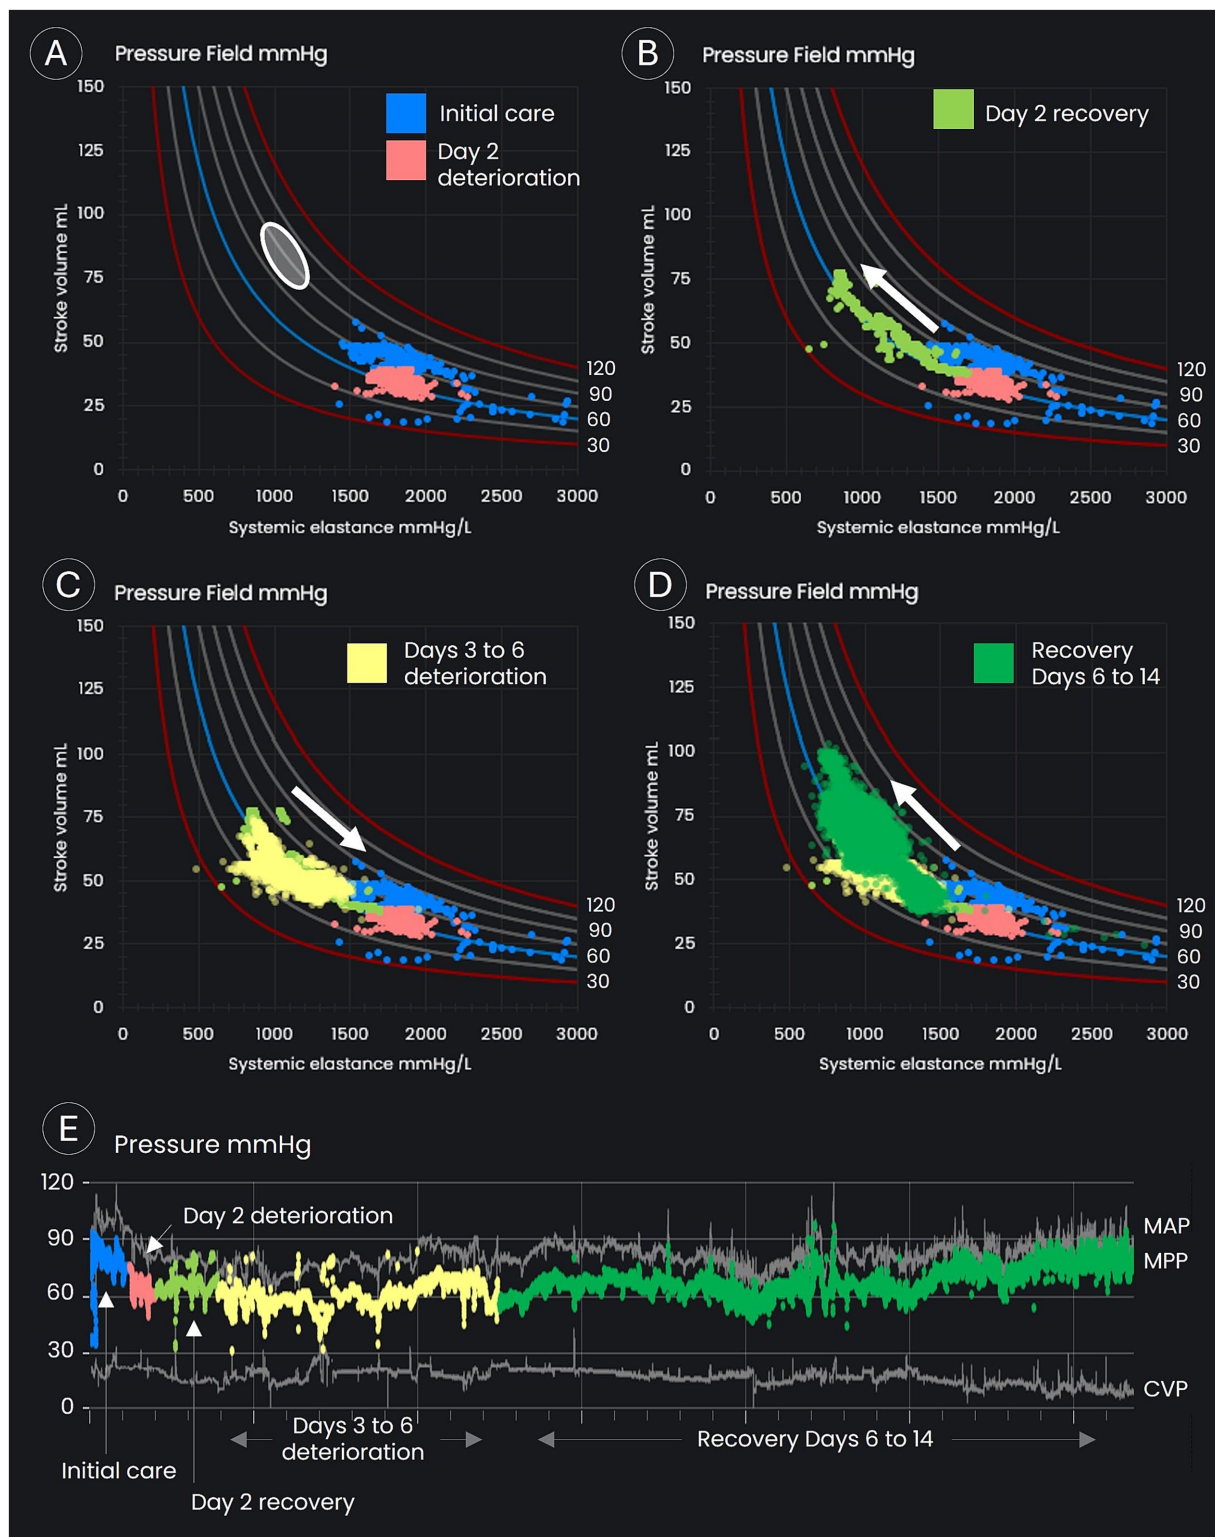 A
Pressure Field mmHg
Initial care
Day 2
deterioration
Stroke volume mL
150
125
100
75
50
25
0
120
90
60
30
0 500 1000 1500 2000 2500 3000
Systemic elastance mmHg/L
B
Pressure Field mmHg
Day 2 recovery
Stroke volume mL
150
125
100
75
50
25
0
120
90
60
30
0 500 1000 1500 2000 2500 3000
Systemic elastance mmHg/L
C
Pressure Field mmHg
Days 3 to 6
deterioration
Stroke volume mL
150
125
100
75
50
25
0
120
90
60
30
0 500 1000 1500 2000 2500 3000
Systemic elastance mmHg/L
D
Pressure Field mmHg
Recovery
Days 6 to 14
Stroke volume mL
150
125
100
75
50
25
0
120
90
60
30
0 500 1000 1500 2000 2500 3000
Systemic elastance mmHg/L
E
Pressure mmHg
120
90
60
30
0
Day 2 deterioration
MAP
MPP
CVP
Days 3 to 6
deterioration
Recovery Days 6 to 14
Initial care
Day 2 recovery